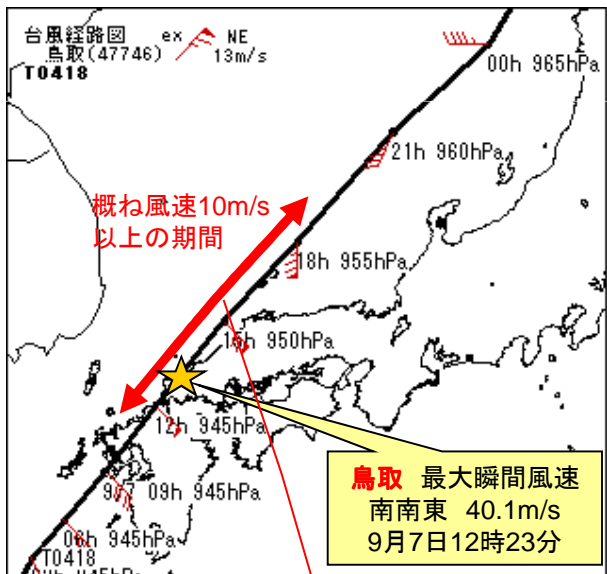 台風経路図 ex NE
鳥取(47746) 13m/s
T0418
00h 965hPa
21h 960hPa
概ね風速10m/s
以上の期間
18h 955hPa
15h 950hPa
12h 945hPa
鳥取 最大瞬間風速
南南東 40.1m/s
9月7日12時23分
9/7 09h 945hPa
06h 945hPa
T0418
945hPa